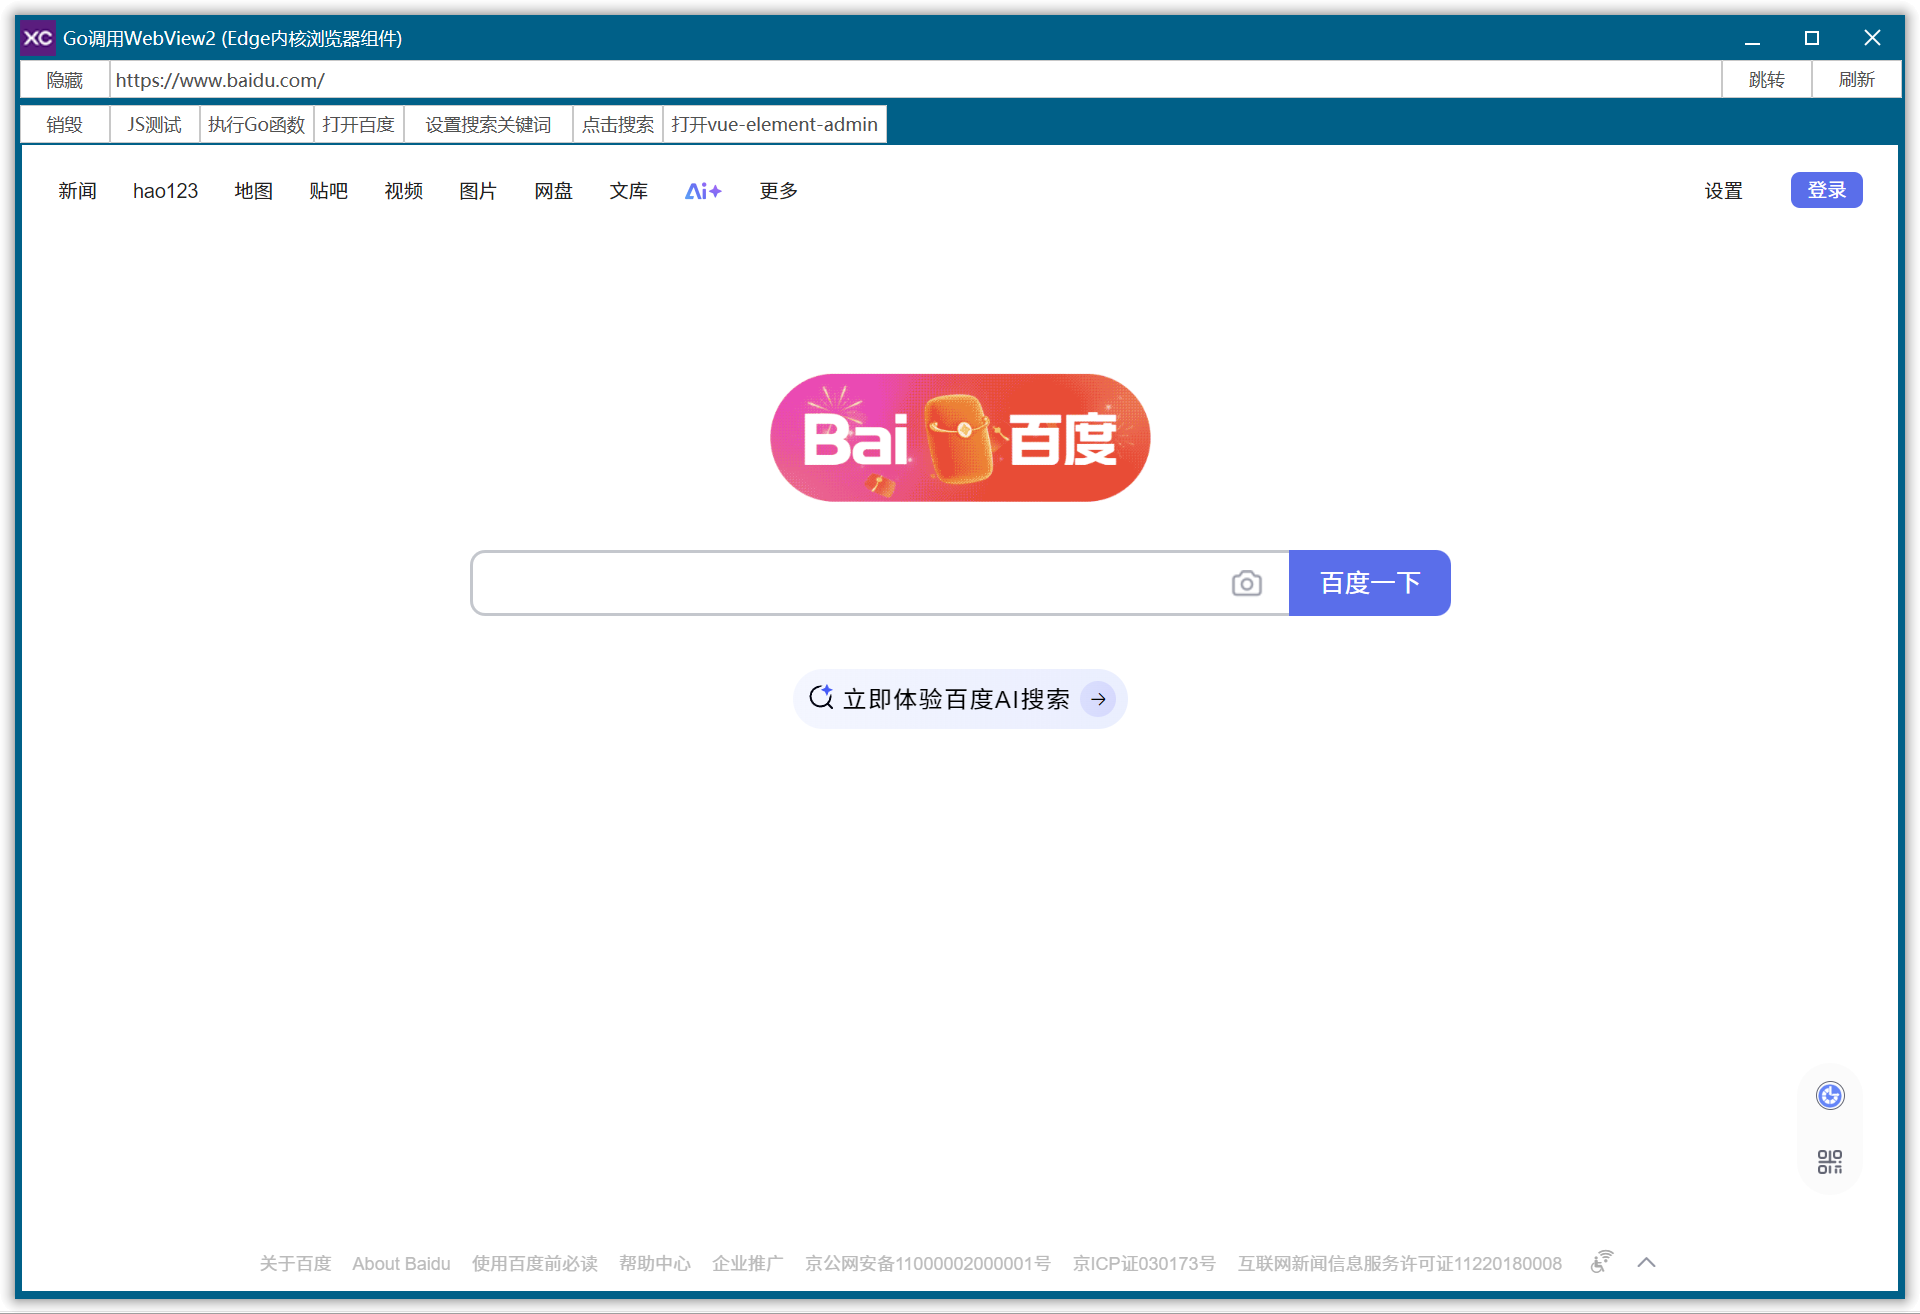 XC Go调用WebView2 (Edge内核浏览器组件)
隐藏 https://www.baidu.com/ 跳转 刷新
销毁 JS测试 执行Go函数 打开百度 设置搜索关键词 点击搜索 打开vue-element-admin
新闻 hao123 地图 贴吧 视频 图片 网盘 文库 Ai+ 更多 设置 登录
Bai 百度
百度一下
立即体验百度AI搜索
关于百度 About Baidu 使用百度前必读 帮助中心 企业推广 京公网安备11000002000001号 京ICP证030173号 互联网新闻信息服务许可证11220180008